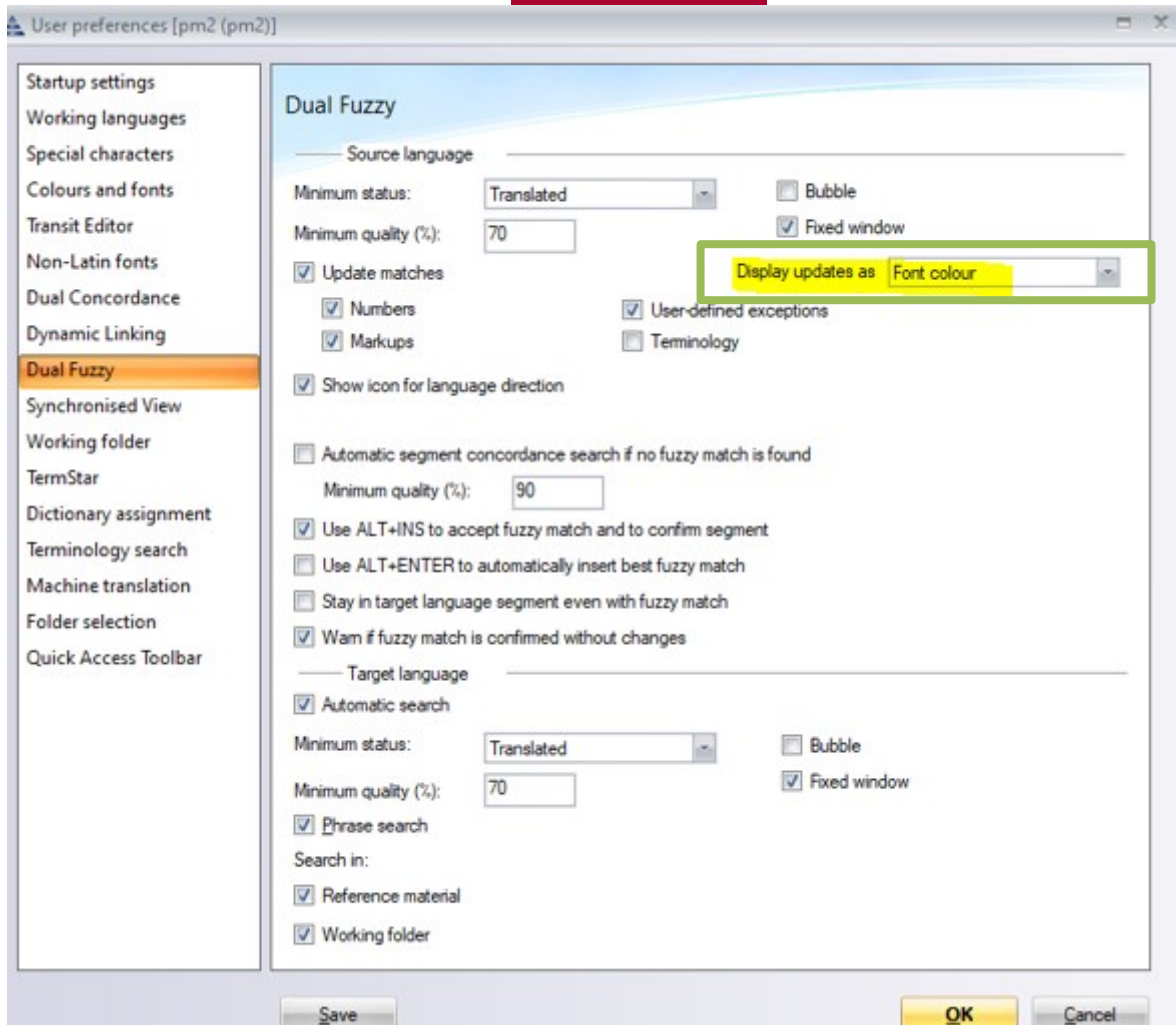 User preferences [pm2 (pm2)]
Startup settings
Working languages
Special characters
Colours and fonts
Transit Editor
Non-Latin fonts
Dual Concordance
Dynamic Linking
Dual Fuzzy
Synchronised View
Working folder
TermStar
Dictionary assignment
Terminology search
Machine translation
Folder selection
Quick Access Toolbar
Dual Fuzzy
Source language
Minimum status: Translated Bubble
Minimum quality (%): 70 Fixed window
Update matches Display updates as Font colour
Numbers User-defined exceptions
Markups Terminology
Show icon for language direction
Automatic segment concordance search if no fuzzy match is found
Minimum quality (%): 90
Use ALT+INS to accept fuzzy match and to confirm segment
Use ALT+ENTER to automatically insert best fuzzy match
Stay in target language segment even with fuzzy match
Warn if fuzzy match is confirmed without changes
Target language
Automatic search
Minimum status: Translated Bubble
Minimum quality (%): 70 Fixed window
Phrase search
Search in:
Reference material
Working folder
Save OK Cancel